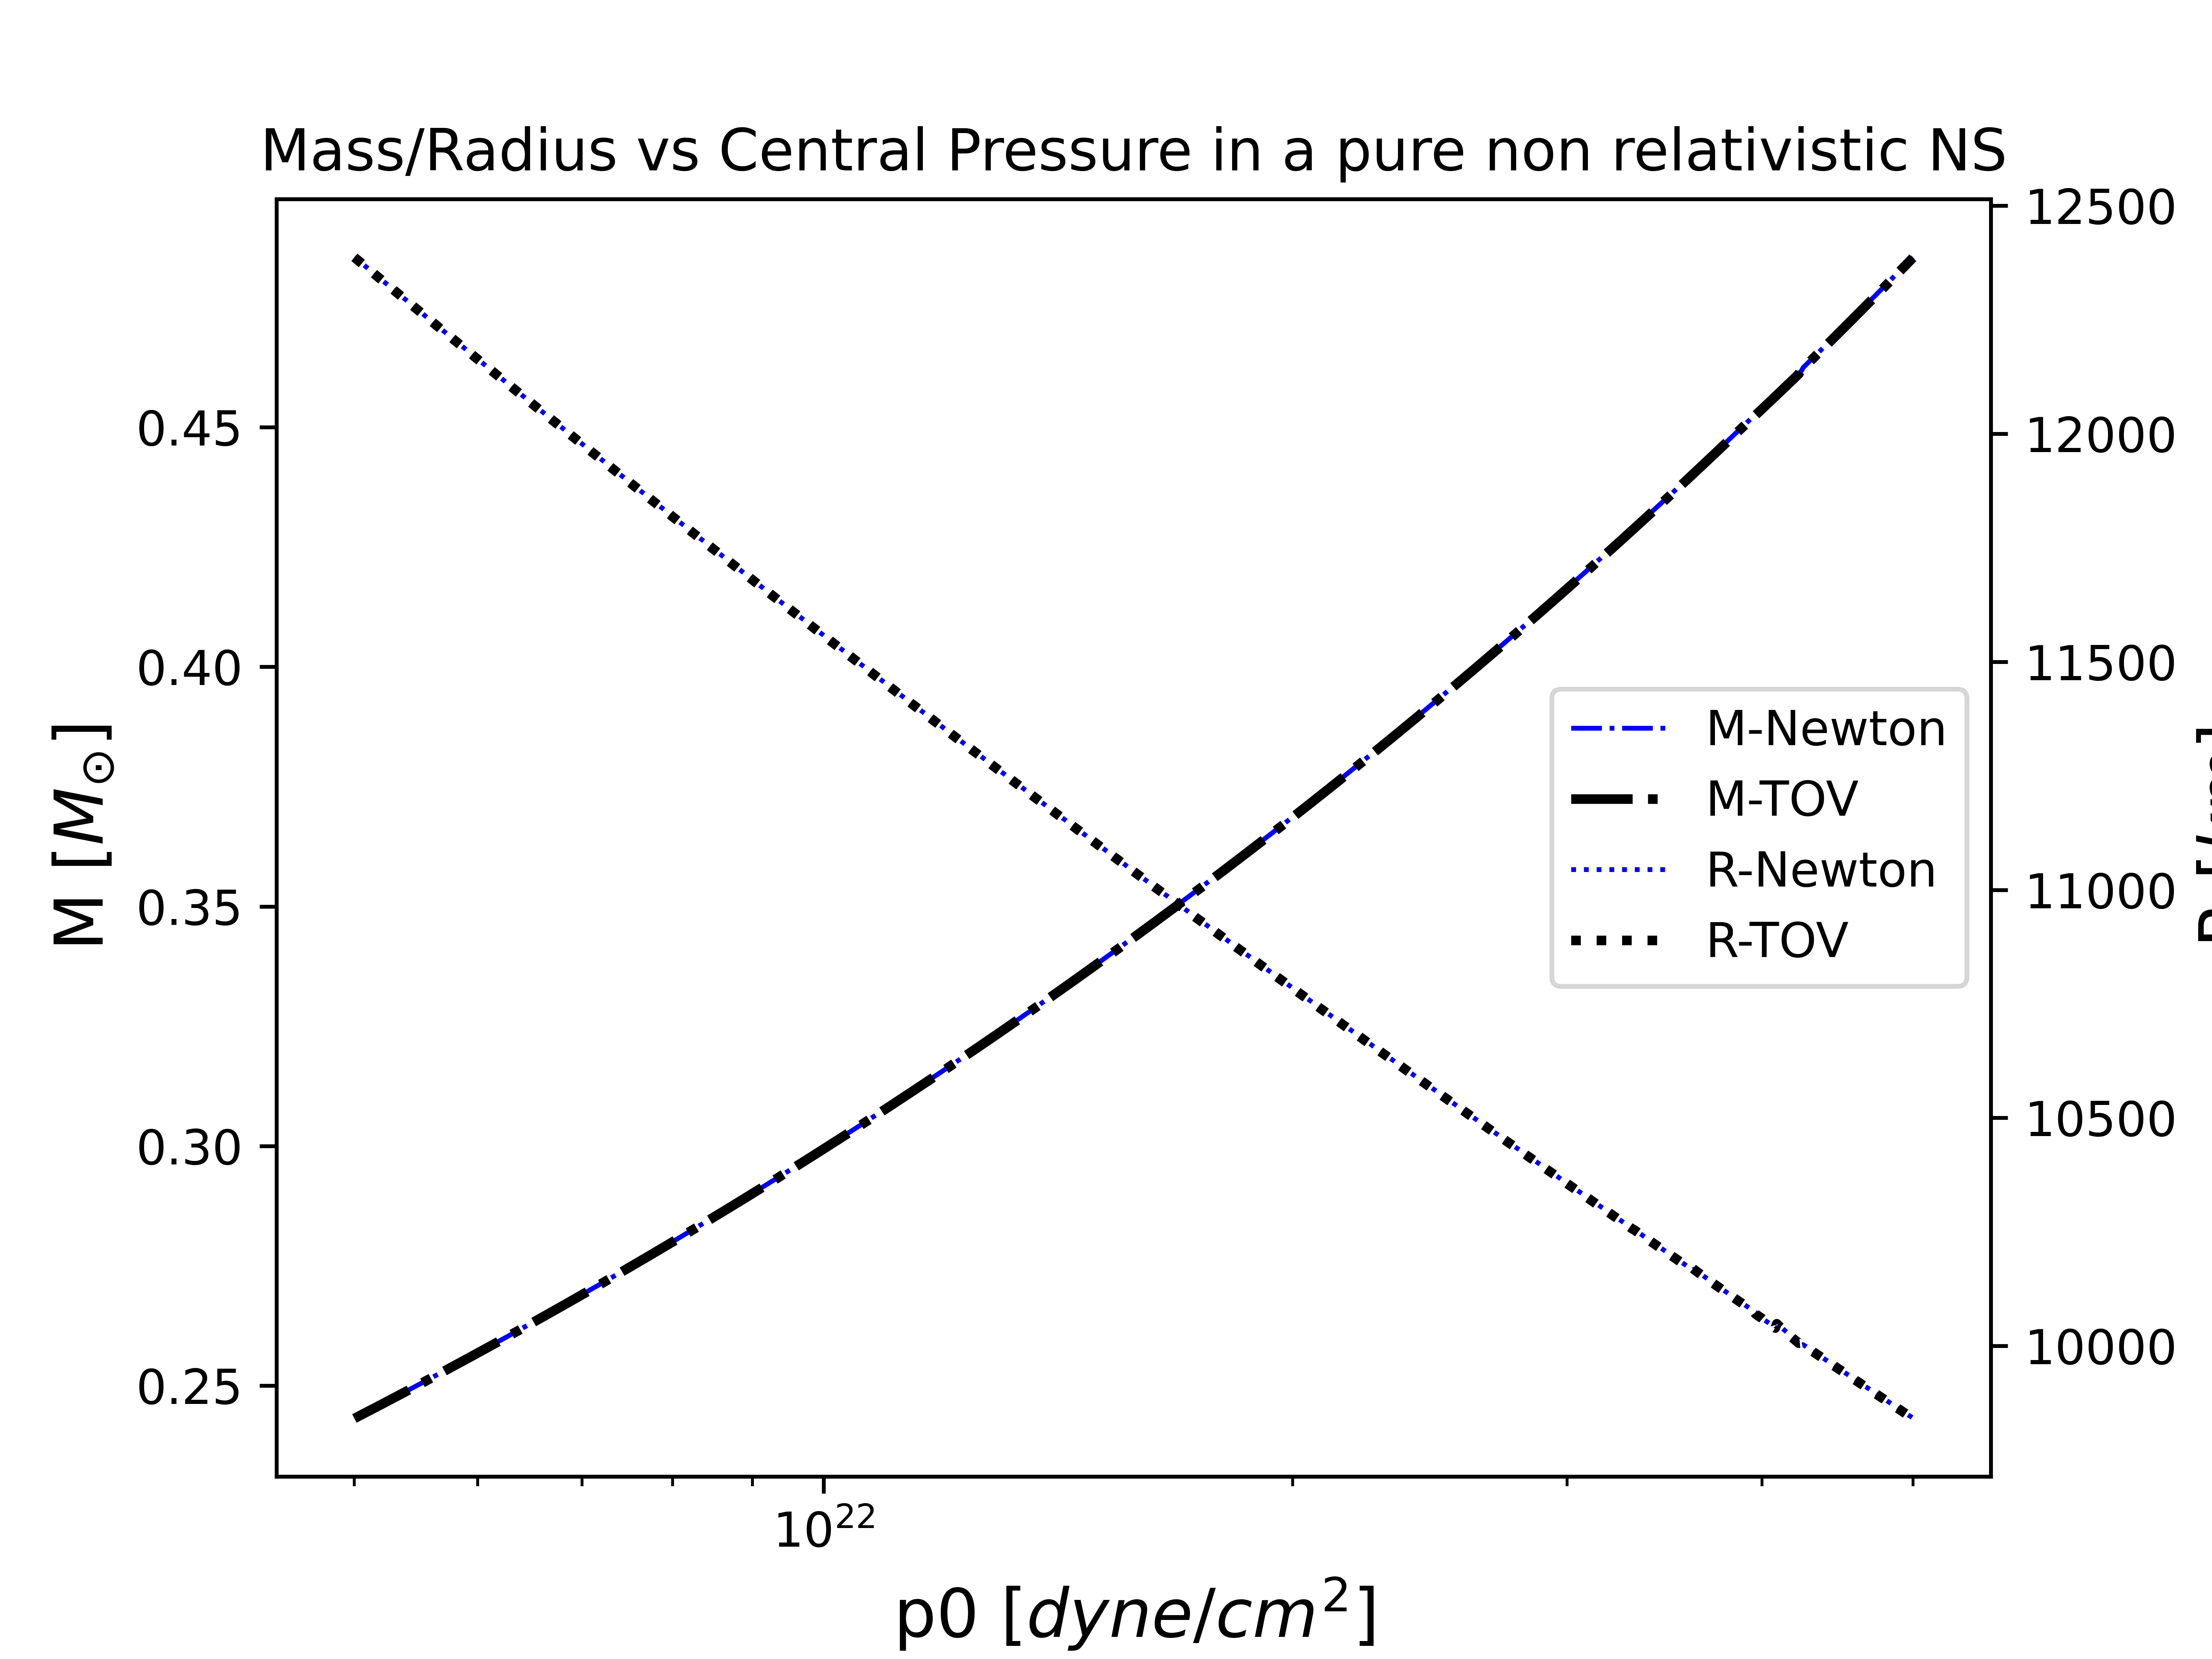 Mass/Radius vs Central Pressure in a pure non relativistic NS
12500
0.45
12000
0.40
11500
M [M⊙]
M-Newton
M-TOV
R-Newton
R-TOV
0.35
11000
0.30
10500
0.25
10000
10²²
p0 [dyne/cm²]